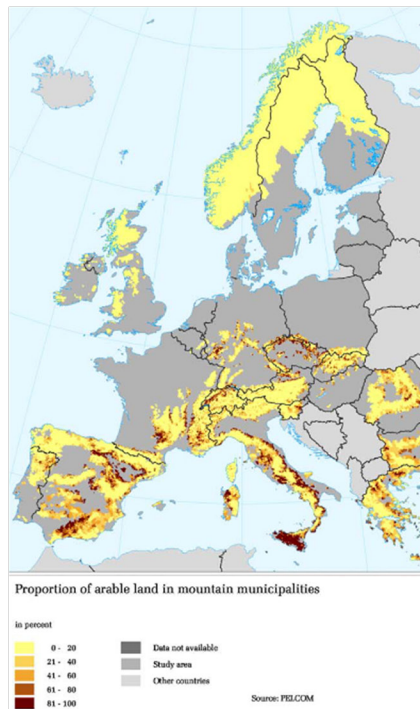 Proportion of arable land in mountain municipalities
in percent
0 - 20
21 - 40
41 - 60
61 - 80
81 - 100
Data not available
Study area
Other countries
Source: PELCOM